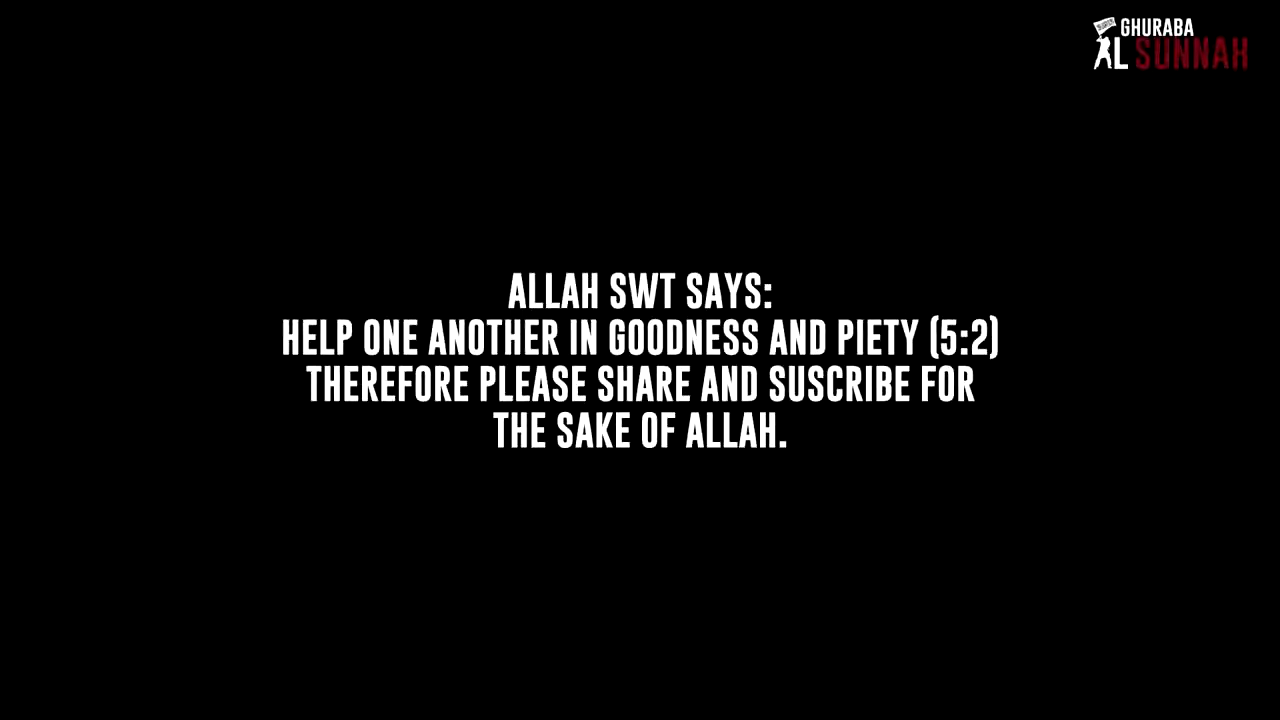 GHURABA
AL SUNNAH
ALLAH SWT SAYS:
HELP ONE ANOTHER IN GOODNESS AND PIETY (5:2)
THEREFORE PLEASE SHARE AND SUSCRIBE FOR
THE SAKE OF ALLAH.